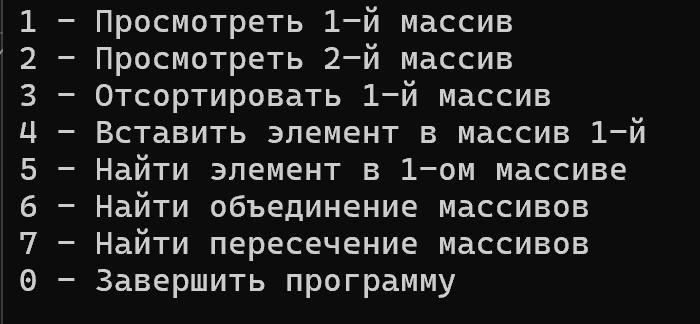 1 - Просмотреть 1-й массив
2 - Просмотреть 2-й массив
3 - Отсортировать 1-й массив
4 - Вставить элемент в массив 1-й
5 - Найти элемент в 1-ом массиве
6 - Найти объединение массивов
7 - Найти пересечение массивов
0 - Завершить программу